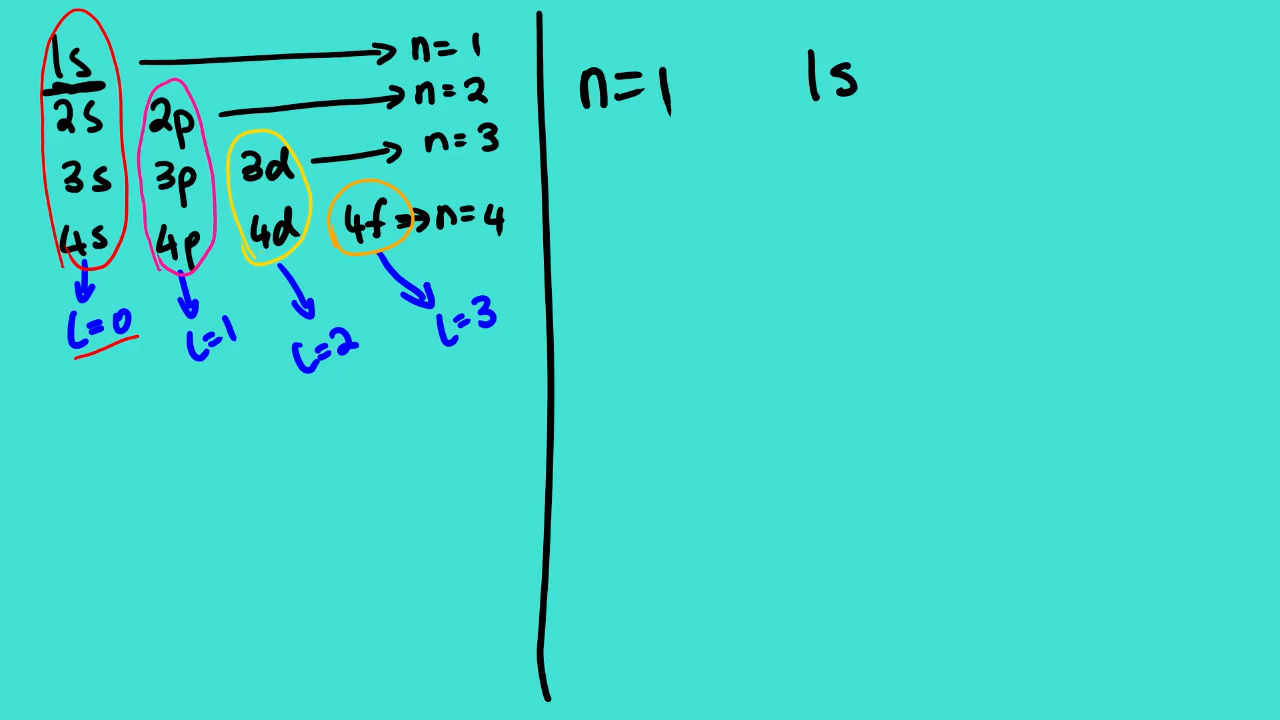 1s n=1
2s 2p n=2
3s 3p 3d n=3
4s 4p 4d 4f n=4
L=0 L=1 L=2 L=3
n=1 1s